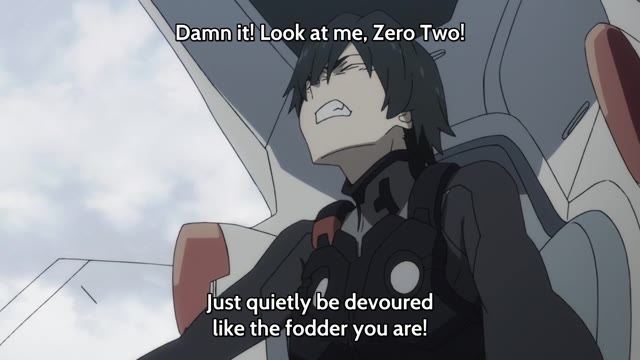 Damn it! Look at me, Zero Two!
Just quietly be devoured
like the fodder you are!